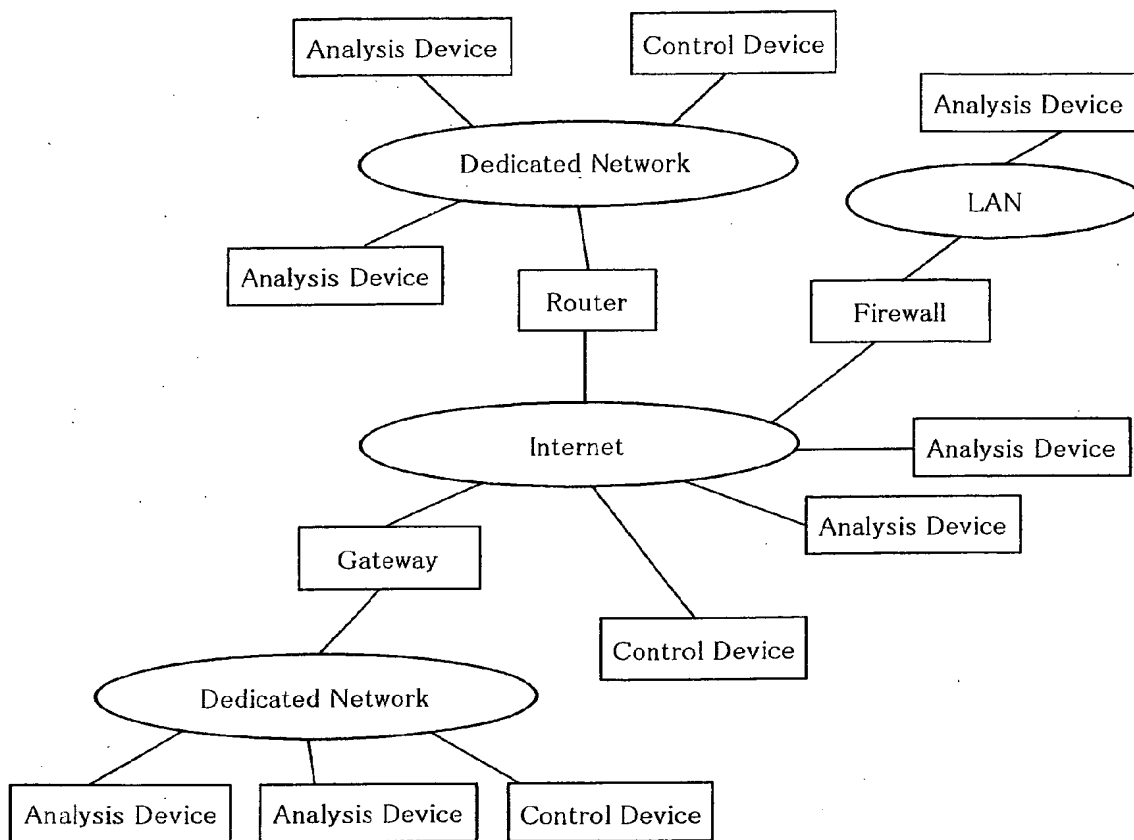 Analysis Device
Control Device
Analysis Device
Dedicated Network
LAN
Analysis Device
Router
Firewall
Internet
Analysis Device
Analysis Device
Gateway
Control Device
Dedicated Network
Analysis Device
Analysis Device
Control Device